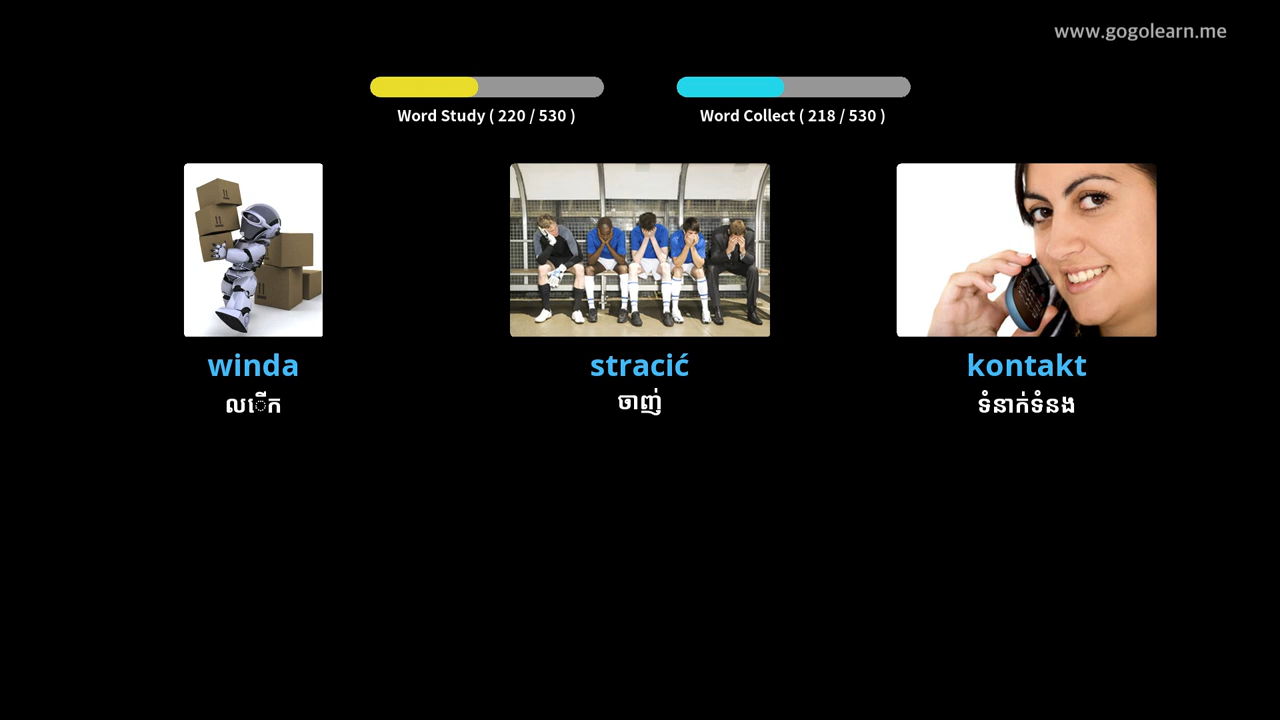 www.gogolearn.me
Word Study ( 220 / 530 )
Word Collect ( 218 / 530 )
winda
stracić
kontakt
លើក
ចាញ់
ទំនាក់ទំនង